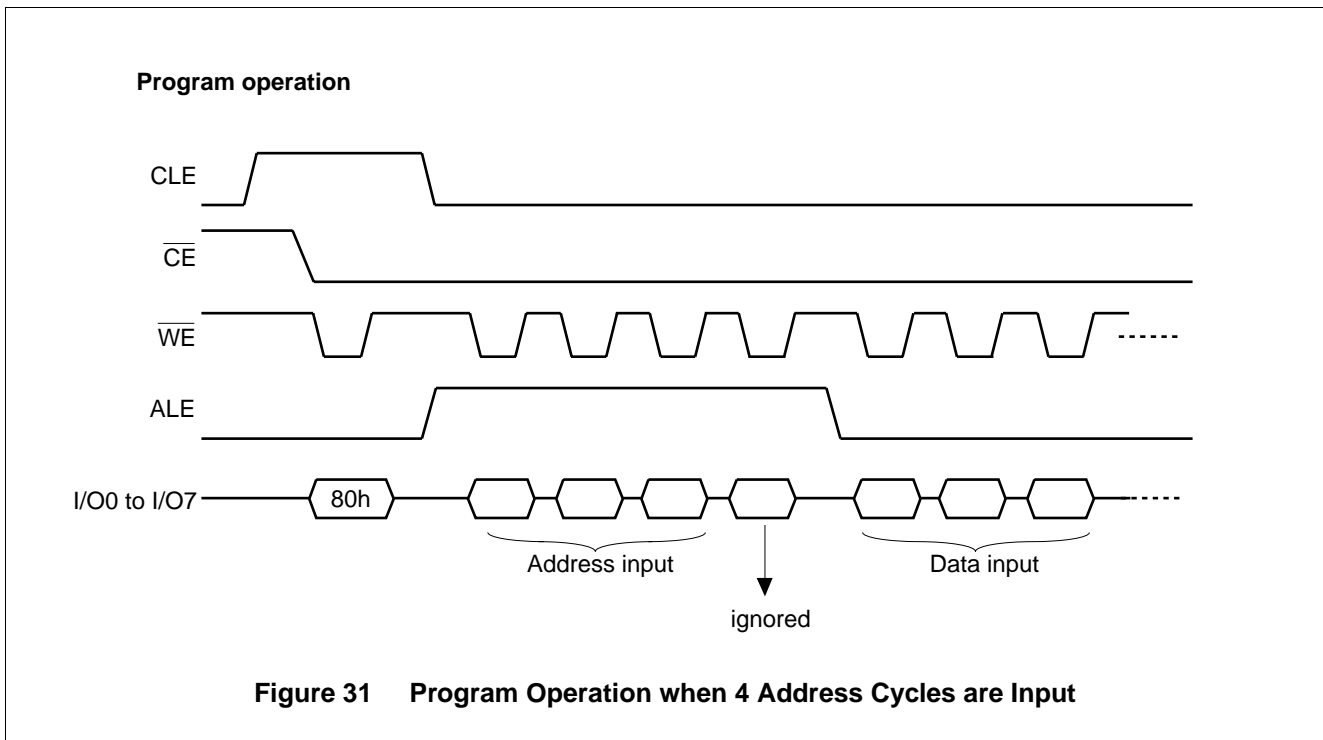 Program operation
CLE
CE
WE
ALE
I/O0 to I/O7
80h
Address input
Data input
ignored
Figure 31 Program Operation when 4 Address Cycles are Input